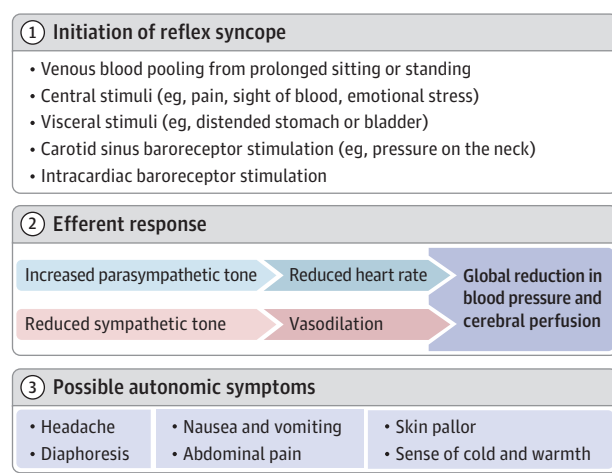 1 Initiation of reflex syncope
• Venous blood pooling from prolonged sitting or standing
• Central stimuli (eg, pain, sight of blood, emotional stress)
• Visceral stimuli (eg, distended stomach or bladder)
• Carotid sinus baroreceptor stimulation (eg, pressure on the neck)
• Intracardiac baroreceptor stimulation
2 Efferent response
Increased parasympathetic tone
Reduced heart rate
Reduced sympathetic tone
Vasodilation
Global reduction in
blood pressure and
cerebral perfusion
3 Possible autonomic symptoms
• Headache
• Diaphoresis
• Nausea and vomiting
• Abdominal pain
• Skin pallor
• Sense of cold and warmth